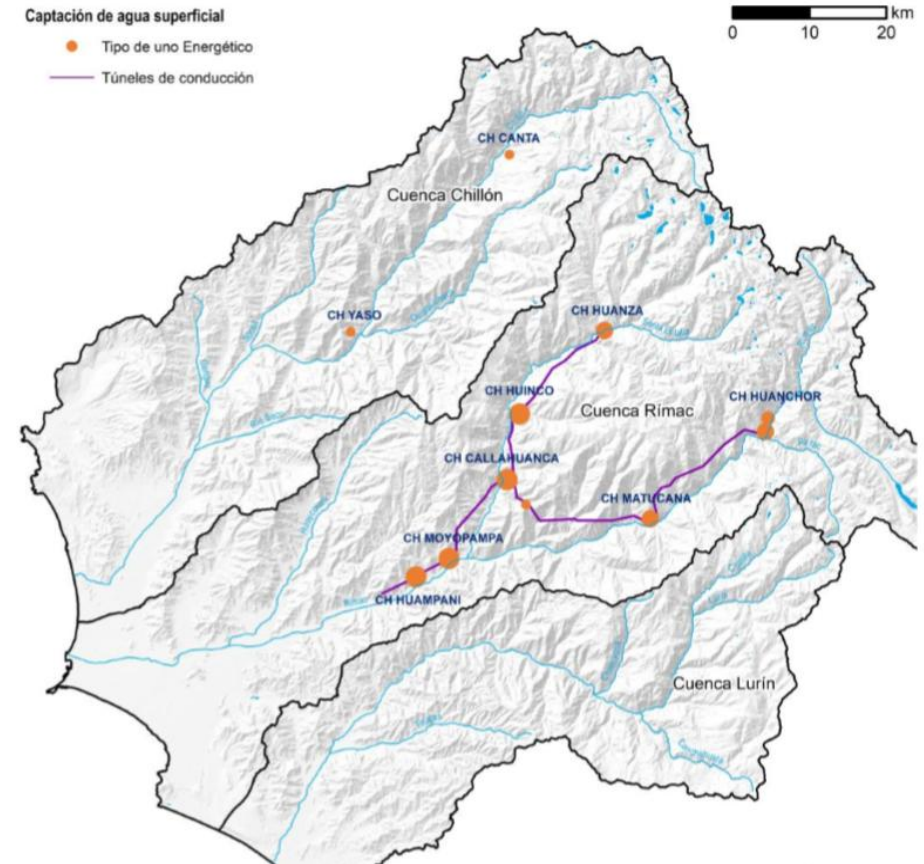 Captación de agua superficial
Tipo de uno Energético
Túneles de conducción
km
0 10 20
CH CANTA
Cuenca Chillón
CH YASO
CH HUANZA
CH HUINCO
Cuenca Rímac
CH HUANCHOR
CH CALLAHUANCA
CH MATUCANA
CH MOYOPAMPA
CH HUAMPANI
Cuenca Lurín